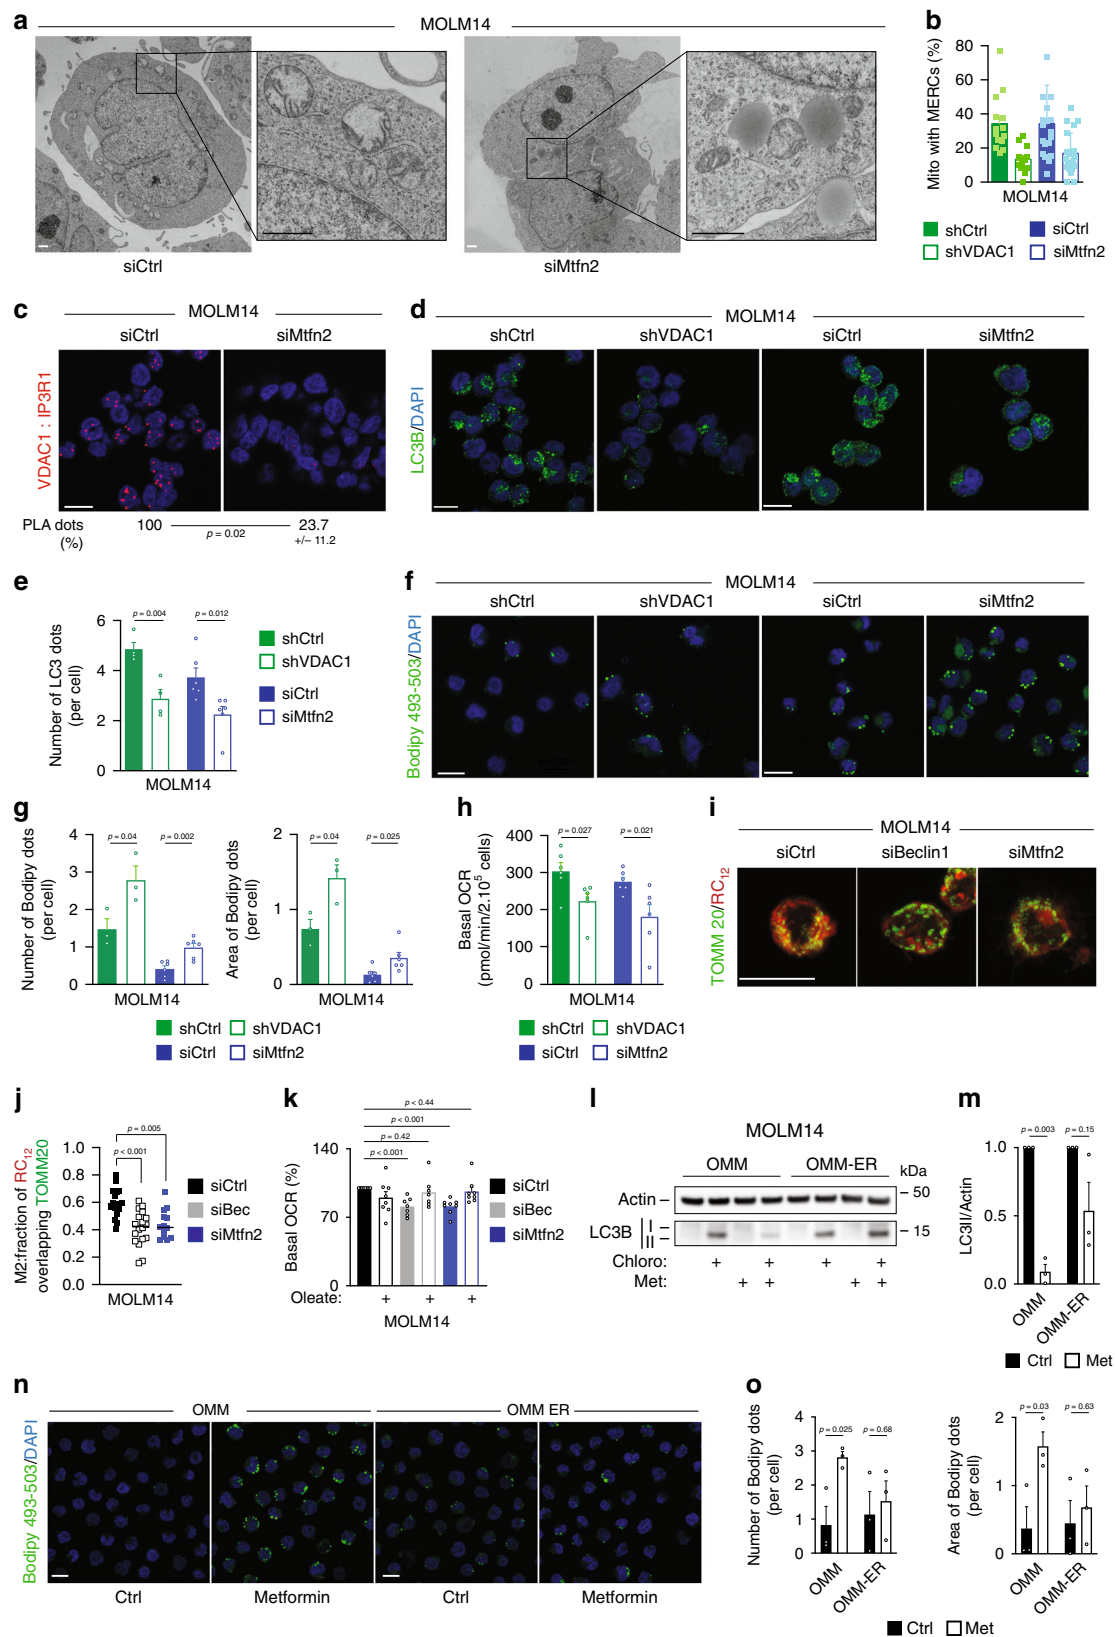 a
MOLM14
siCtrl
siMtfn2
b
Mito with MERCs (%)
80
60
40
20
0
MOLM14
shCtrl
siCtrl
shVDAC1
siMtfn2
c
MOLM14
siCtrl
siMtfn2
VDAC1 : IP3R1
PLA dots
(%)
100
p = 0.02
23.7
+/− 11.2
d
MOLM14
shCtrl
shVDAC1
siCtrl
siMtfn2
LC3B/DAPI
e
Number of LC3 dots
(per cell)
6
4
2
0
p = 0.004
p = 0.012
MOLM14
shCtrl
shVDAC1
siCtrl
siMtfn2
f
MOLM14
shCtrl
shVDAC1
siCtrl
siMtfn2
Bodipy 493-503/DAPI
g
Number of Bodipy dots
(per cell)
4
3
2
1
0
p = 0.04
p = 0.002
MOLM14
Area of Bodipy dots
(per cell)
2
1
0
p = 0.04
p = 0.025
MOLM14
shCtrl
shVDAC1
siCtrl
siMtfn2
h
Basal OCR
(pmol/min/2.10⁵ cells)
400
300
200
100
0
p = 0.027
p = 0.021
MOLM14
shCtrl
shVDAC1
siCtrl
siMtfn2
i
MOLM14
siCtrl
siBeclin1
siMtfn2
TOMM 20/RC₁₂
j
M2:fraction of RC₁₂
overlapping TOMM20
1.0
0.8
0.6
0.4
0.2
0.0
p = 0.005
p < 0.001
MOLM14
siCtrl
siBec
siMtfn2
k
Basal OCR (%)
140
70
0
p < 0.44
p < 0.001
p = 0.42
p < 0.001
Oleate:
+
+
+
MOLM14
l
MOLM14
OMM
OMM-ER
kDa
Actin
50
LC3B
I
II
15
Chloro:
+
+
+
+
Met:
+
+
+
+
m
LC3II/Actin
1.0
0.5
0.0
p = 0.003
p = 0.15
OMM
OMM-ER
Ctrl
Met
n
OMM
OMM ER
Bodipy 493-503/DAPI
Ctrl
Metformin
Ctrl
Metformin
o
Number of Bodipy dots
(per cell)
4
3
2
1
0
p = 0.025
p = 0.68
OMM
OMM-ER
Area of Bodipy dots
(per cell)
2
1
0
p = 0.03
p = 0.63
OMM
OMM-ER
Ctrl
Met